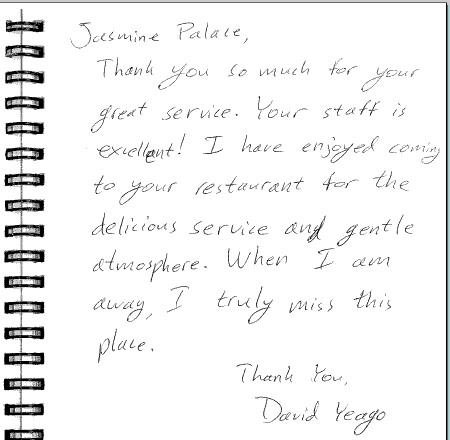 Jasmine Palace,
Thank you so much for your
great service. Your staff is
excellent! I have enjoyed coming
to your restaurant for the
delicious service and gentle
atmosphere. When I am
away, I truly miss this
place.
Thank You,
David Yeago